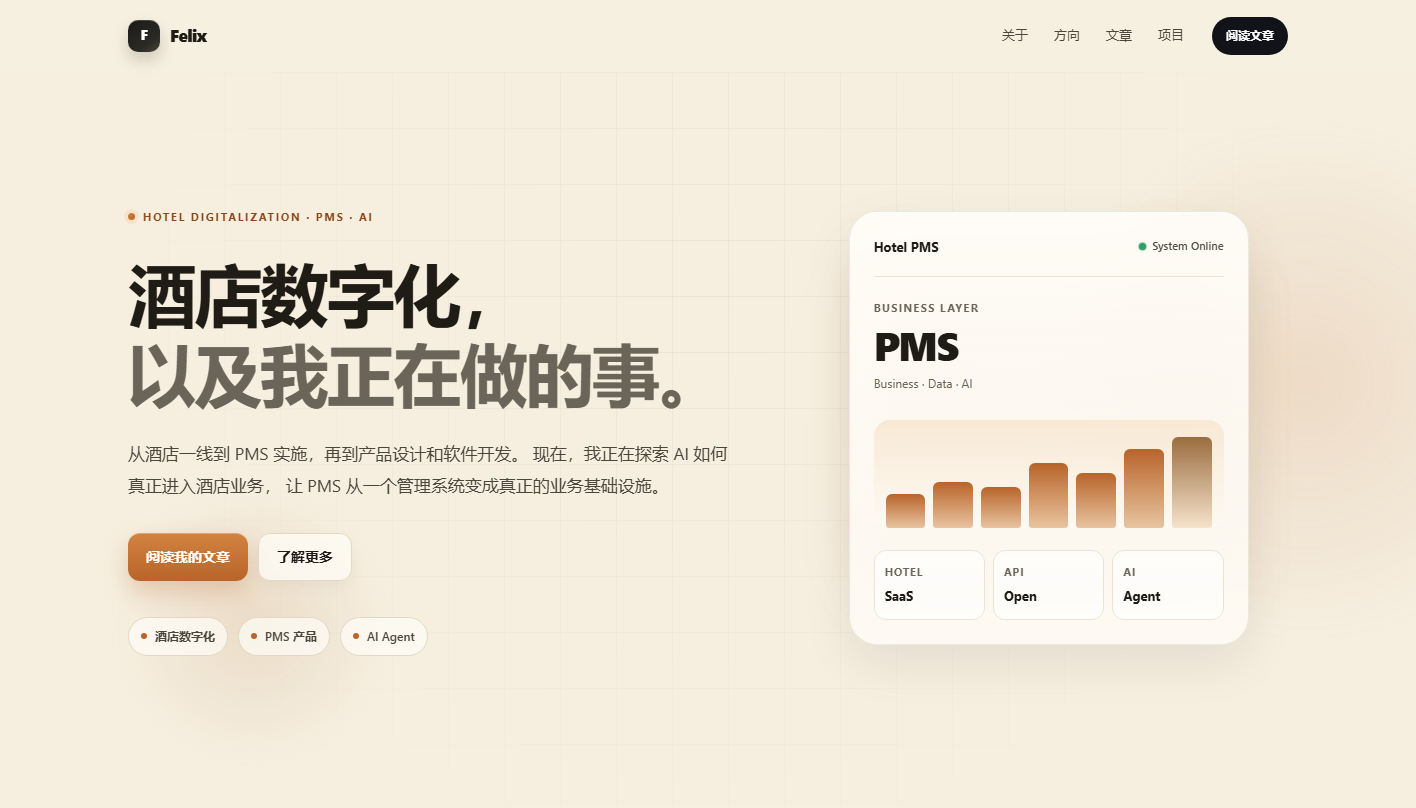 F Felix
关于 方向 文章 项目 阅读文章
HOTEL DIGITALIZATION · PMS · AI
酒店数字化，
以及我正在做的事。
从酒店一线到 PMS 实施，再到产品设计和软件开发。 现在，我正在探索 AI 如何
真正进入酒店业务， 让 PMS 从一个管理系统变成真正的业务基础设施。
阅读我的文章 了解更多
酒店数字化 PMS 产品 AI Agent
Hotel PMS System Online
BUSINESS LAYER
PMS
Business · Data · AI
HOTEL API AI
SaaS Open Agent